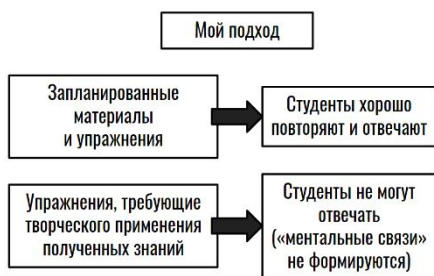 Мой подход
Запланированные
материалы
и упражнения
Студенты хорошо
повторяют и отвечают
Упражнения, требующие
творческого применения
полученных знаний
Студенты не могут
отвечать
(«ментальные связи»
не формируются)